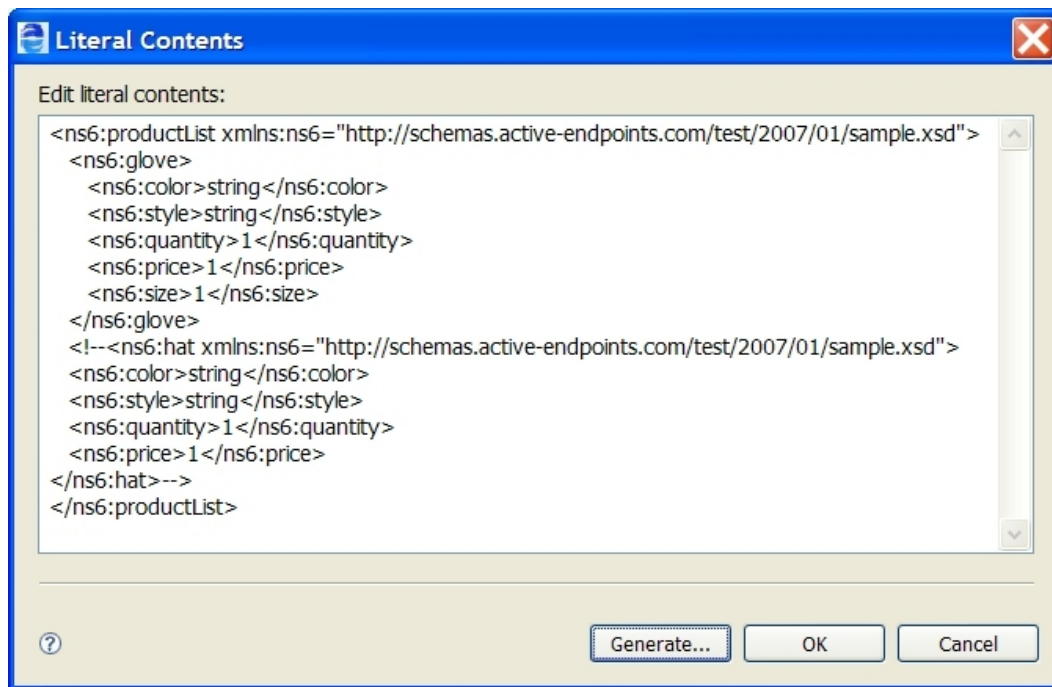 Literal Contents
Edit literal contents:
<ns6:productList xmlns:ns6="http://schemas.active-endpoints.com/test/2007/01/sample.xsd">
<ns6:glove>
<ns6:color>string</ns6:color>
<ns6:style>string</ns6:style>
<ns6:quantity>1</ns6:quantity>
<ns6:price>1</ns6:price>
<ns6:size>1</ns6:size>
</ns6:glove>
<!--<ns6:hat xmlns:ns6="http://schemas.active-endpoints.com/test/2007/01/sample.xsd">
<ns6:color>string</ns6:color>
<ns6:style>string</ns6:style>
<ns6:quantity>1</ns6:quantity>
<ns6:price>1</ns6:price>
</ns6:hat>-->
</ns6:productList>
? Generate... OK Cancel